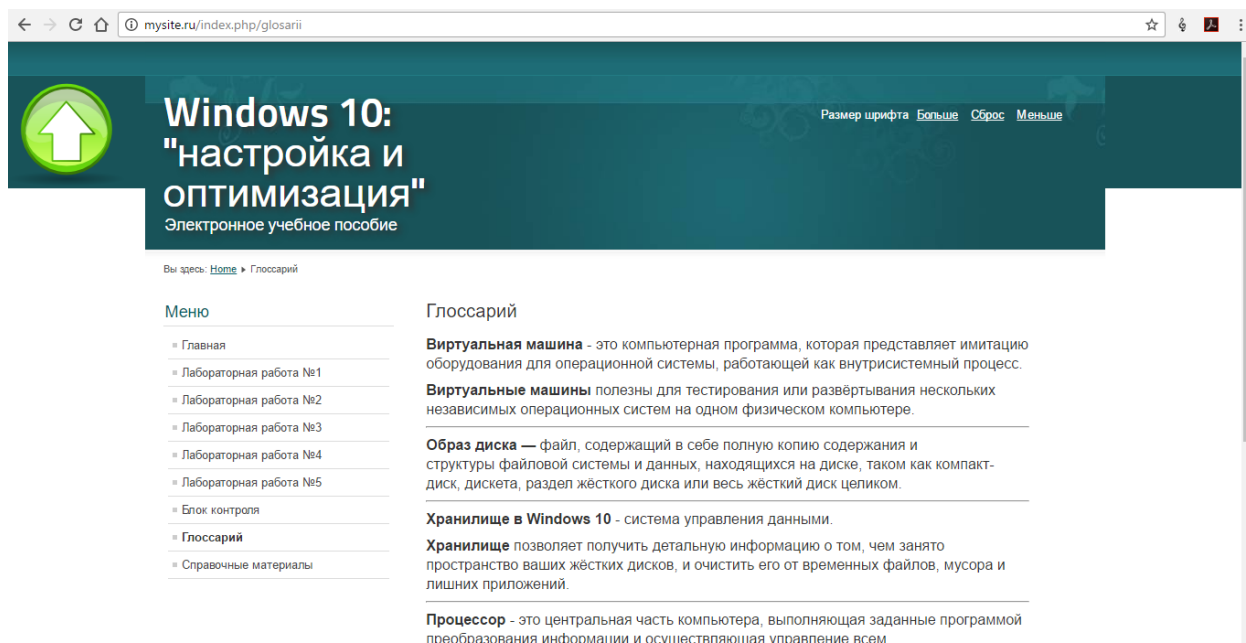 mysite.ru/index.php/glosarii
Windows 10:
"настройка и
оптимизация"
Электронное учебное пособие
Размер шрифта Больше Сброс Меньше
Вы здесь: Home Глоссарий
Меню
Главная
Лабораторная работа №1
Лабораторная работа №2
Лабораторная работа №3
Лабораторная работа №4
Лабораторная работа №5
Блок контроля
Глоссарий
Справочные материалы
Глоссарий
Виртуальная машина - это компьютерная программа, которая представляет имитацию
оборудования для операционной системы, работающей как внутрисистемный процесс.
Виртуальные машины полезны для тестирования или развёртывания нескольких
независимых операционных систем на одном физическом компьютере.
Образ диска — файл, содержащий в себе полную копию содержания и
структуры файловой системы и данных, находящихся на диске, таком как компакт-
диск, дискета, раздел жёсткого диска или весь жёсткий диск целиком.
Хранилище в Windows 10 - система управления данными.
Хранилище позволяет получить детальную информацию о том, чем занято
пространство ваших жёстких дисков, и очистить его от временных файлов, мусора и
лишних приложений.
Процессор - это центральная часть компьютера, выполняющая заданные программой
преобразования информации и осуществляющая управление всем